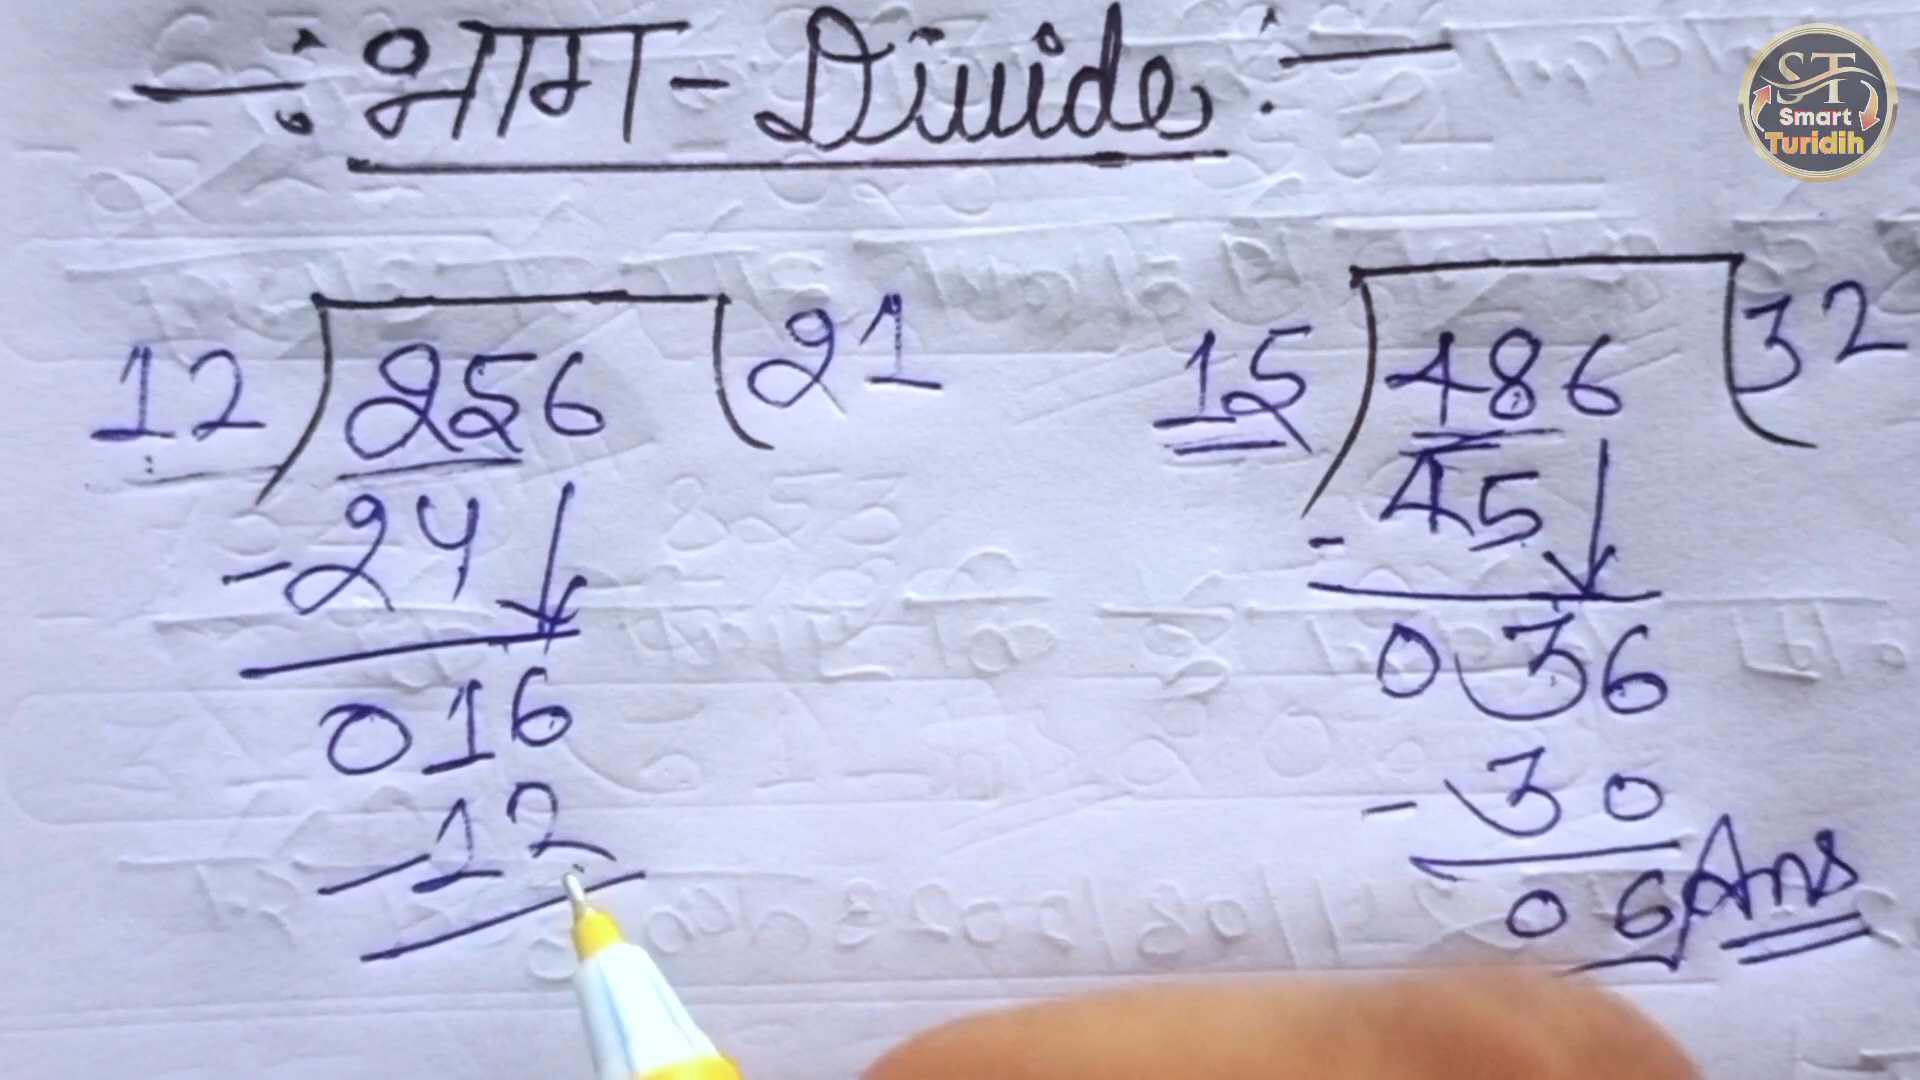 -: भाग - Divide :-
ST
Smart
Turidih
12 ) 256 ( 21
- 24
016
- 12
15 ) 486 ( 32
- 45
036
- 30
06 Ans